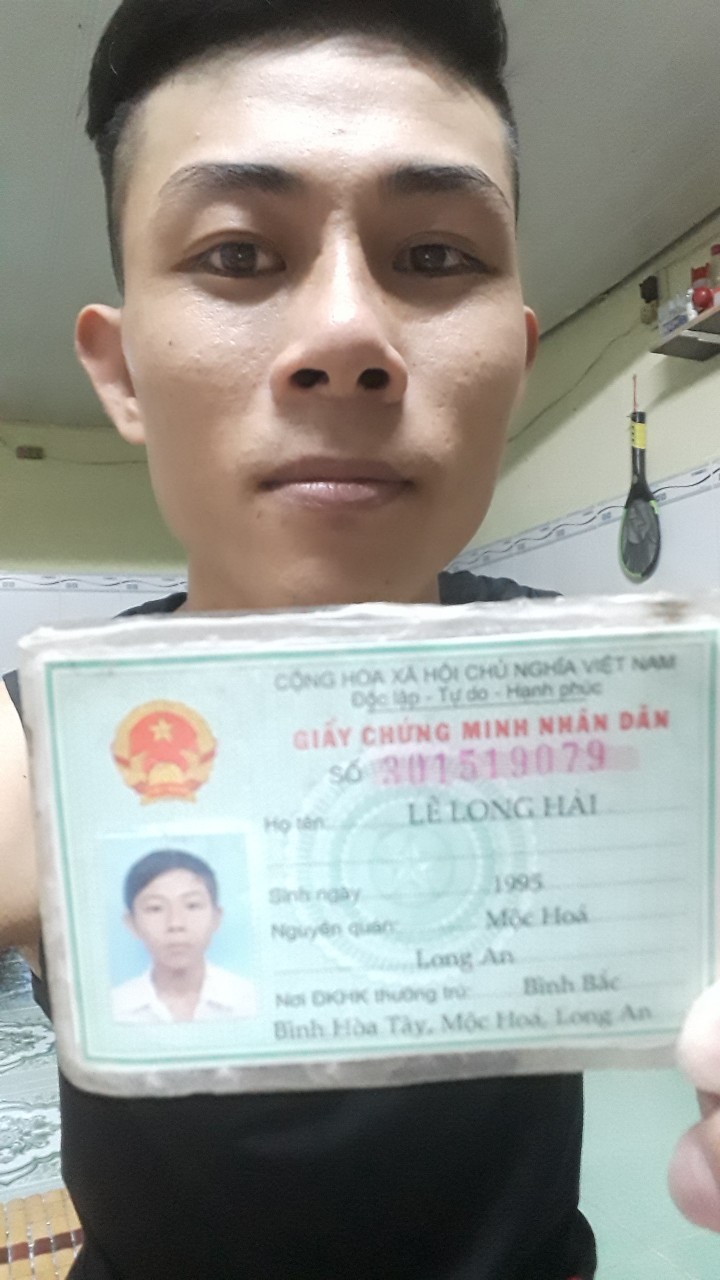 CỘNG HÒA XÃ HỘI CHỦ NGHĨA VIỆT NAM
Độc lập - Tự do - Hạnh phúc
GIẤY CHỨNG MINH NHÂN DÂN
SỐ 301519079
Họ tên: LÊ LONG HẢI
Sinh ngày 1995
Nguyên quán: Mộc Hoá
Long An
Nơi ĐKHK thường trú: Bình Bắc
Bình Hòa Tây, Mộc Hoá, Long An